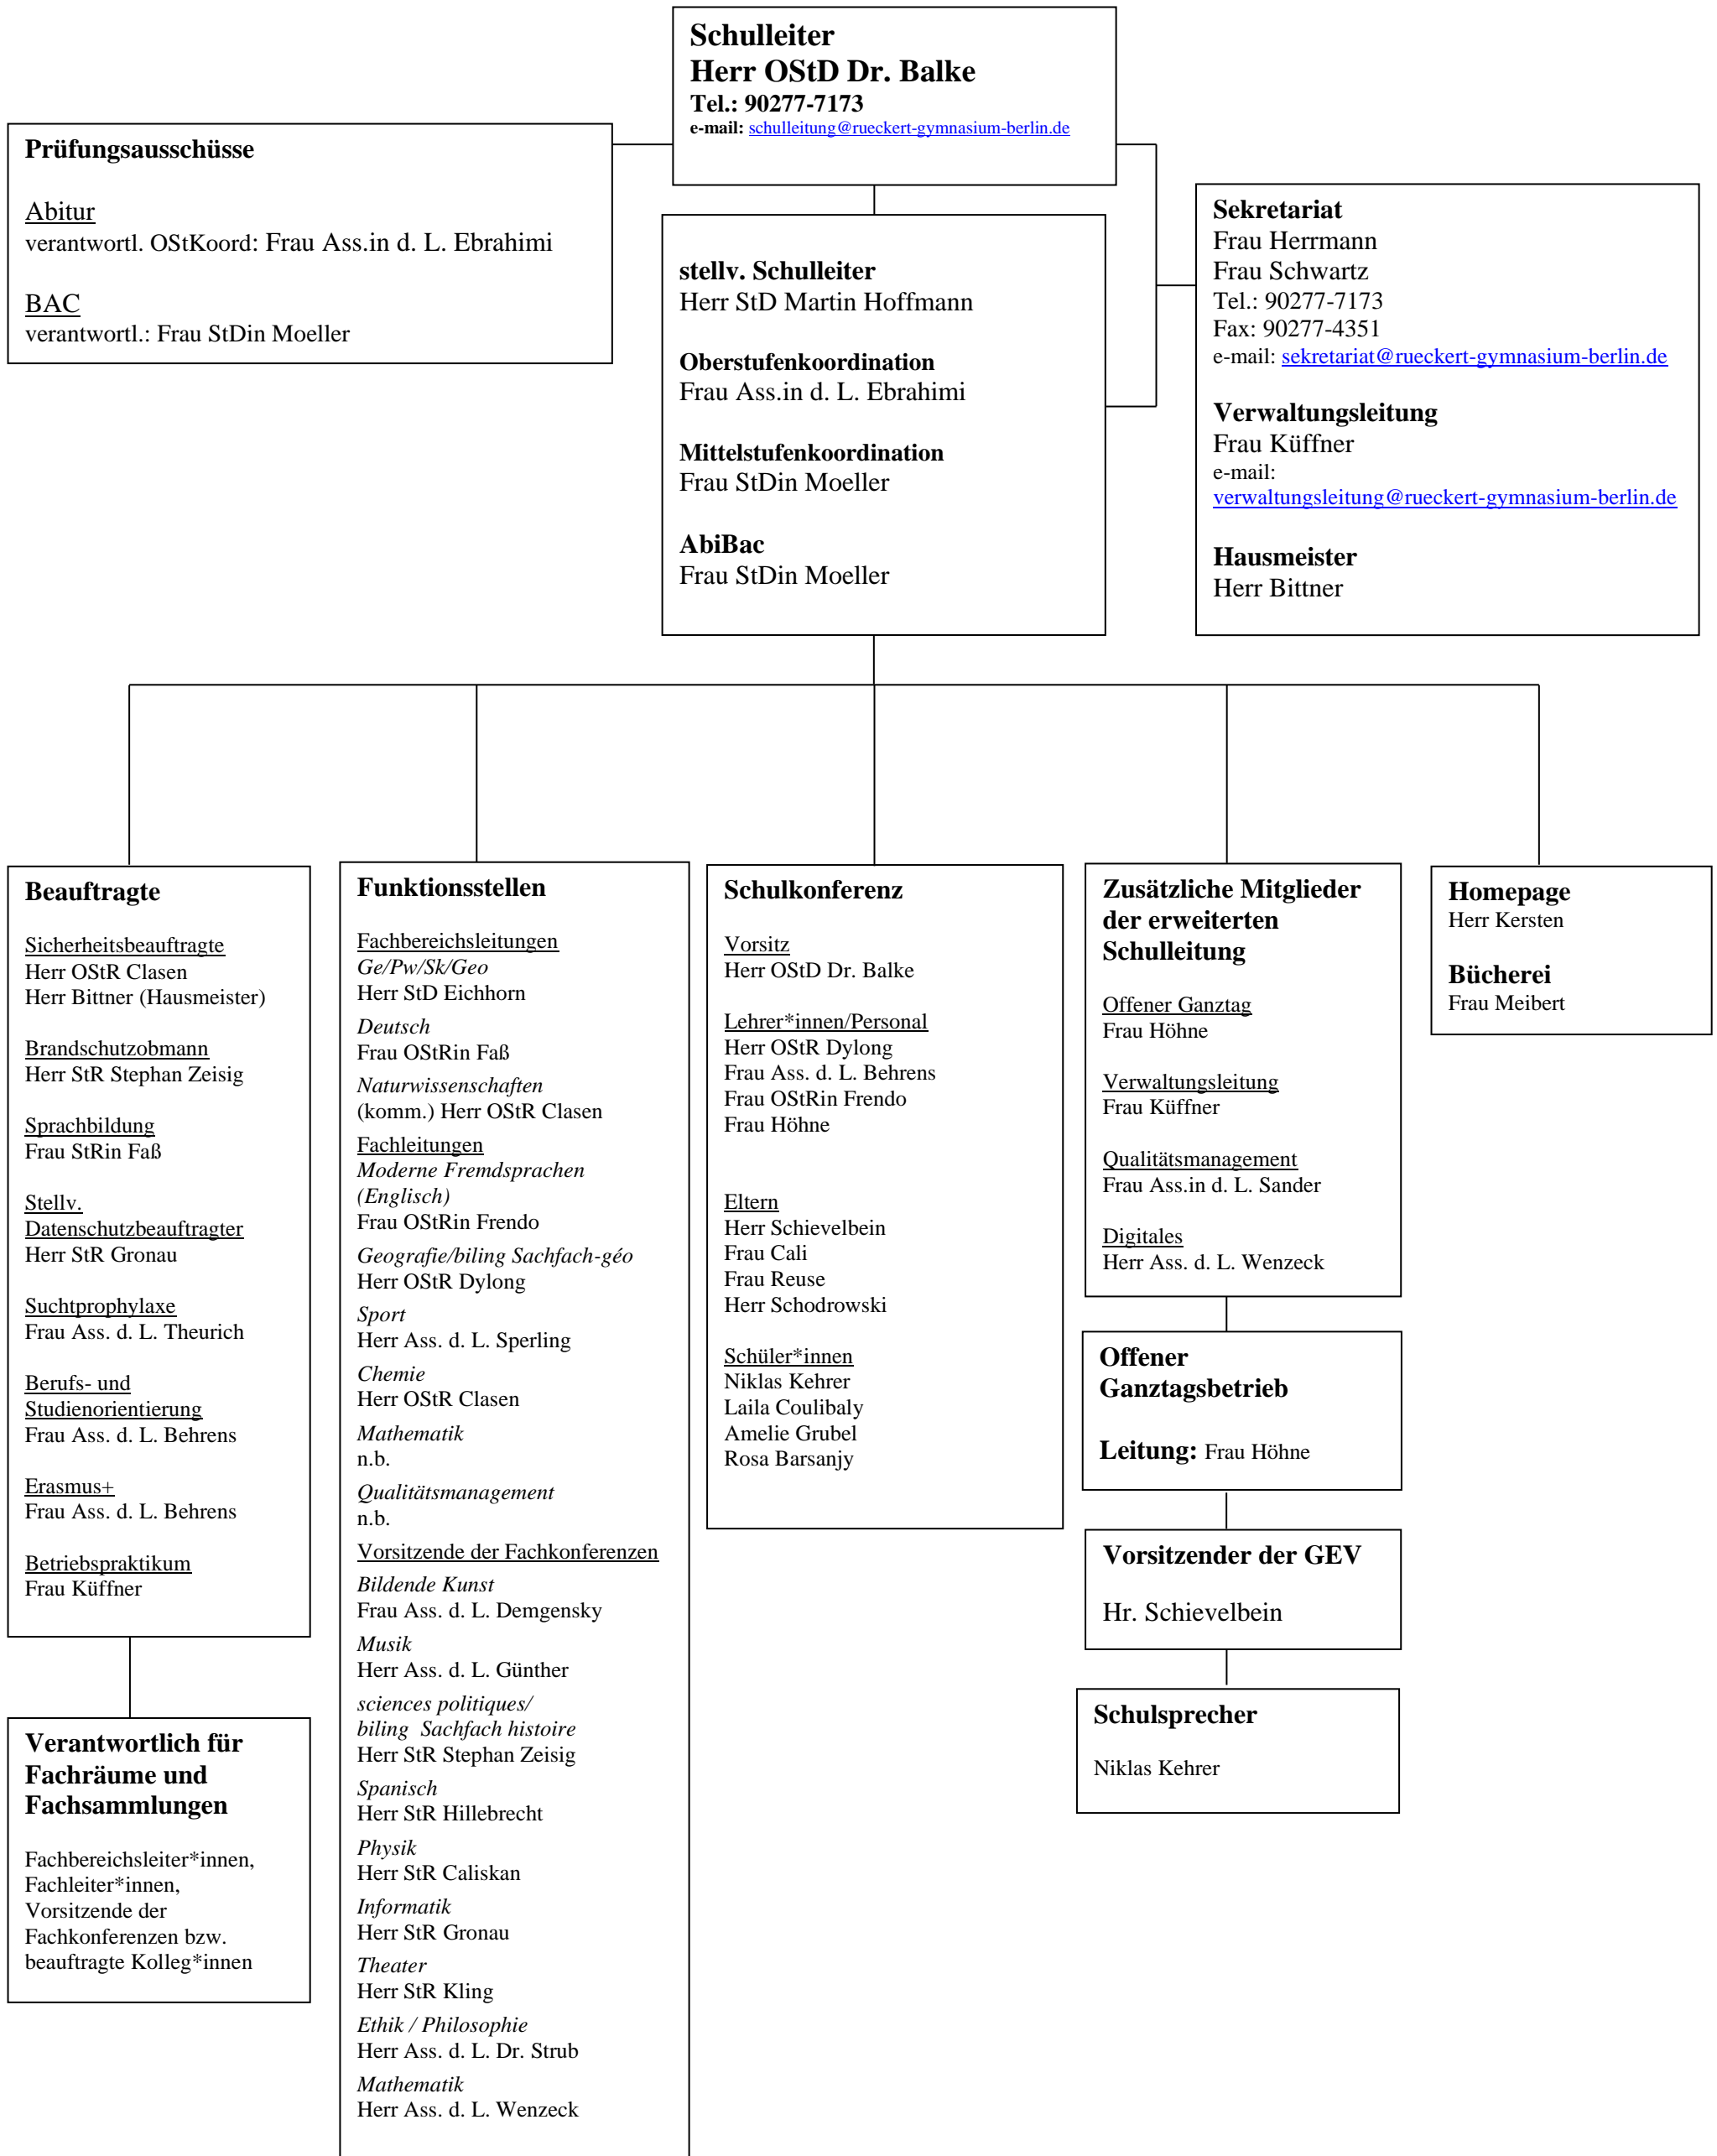 Schulleiter
Herr OStD Dr. Balke
Tel.: 90277-7173
e-mail: schulleitung@rueckert-gymnasium-berlin.de
Prüfungsausschüsse
Abitur
verantwortl. OStKoord: Frau Ass.in d. L. Ebrahimi
BAC
verantwortl.: Frau StDin Moeller
stellv. Schulleiter
Herr StD Martin Hoffmann
Oberstufenkoordination
Frau Ass.in d. L. Ebrahimi
Mittelstufenkoordination
Frau StDin Moeller
AbiBac
Frau StDin Moeller
Sekretariat
Frau Herrmann
Frau Schwartz
Tel.: 90277-7173
Fax: 90277-4351
e-mail: sekretariat@rueckert-gymnasium-berlin.de
Verwaltungsleitung
Frau Küffner
e-mail:
verwaltungsleitung@rueckert-gymnasium-berlin.de
Hausmeister
Herr Bittner
Beauftragte
Sicherheitsbeauftragte
Herr OStR Clasen
Herr Bittner (Hausmeister)
Brandschutzobmann
Herr StR Stephan Zeisig
Sprachbildung
Frau StRin Faß
Stellv.
Datenschutzbeauftragter
Herr StR Gronau
Suchtprophylaxe
Frau Ass. d. L. Theurich
Berufs- und
Studienorientierung
Frau Ass. d. L. Behrens
Erasmus+
Frau Ass. d. L. Behrens
Betriebspraktikum
Frau Küffner
Verantwortlich für
Fachräume und
Fachsammlungen
Fachbereichsleiter*innen,
Fachleiter*innen,
Vorsitzende der
Fachkonferenzen bzw.
beauftragte Kolleg*innen
Funktionsstellen
Fachbereichsleitungen
Ge/Pw/Sk/Geo
Herr StD Eichhorn
Deutsch
Frau OStRin Faß
Naturwissenschaften
(komm.) Herr OStR Clasen
Fachleitungen
Moderne Fremdsprachen
(Englisch)
Frau OStRin Frendo
Geografie/biling Sachfach-géo
Herr OStR Dylong
Sport
Herr Ass. d. L. Sperling
Chemie
Herr OStR Clasen
Mathematik
n.b.
Qualitätsmanagement
n.b.
Vorsitzende der Fachkonferenzen
Bildende Kunst
Frau Ass. d. L. Demgensky
Musik
Herr Ass. d. L. Günther
sciences politiques/
biling Sachfach histoire
Herr StR Stephan Zeisig
Spanisch
Herr StR Hillebrecht
Physik
Herr StR Caliskan
Informatik
Herr StR Gronau
Theater
Herr StR Kling
Ethik / Philosophie
Herr Ass. d. L. Dr. Strub
Mathematik
Herr Ass. d. L. Wenzeck
Schulkonferenz
Vorsitz
Herr OStD Dr. Balke
Lehrer*innen/Personal
Herr OStR Dylong
Frau Ass. d. L. Behrens
Frau OStRin Frendo
Frau Höhne
Eltern
Herr Schievelbein
Frau Cali
Frau Reuse
Herr Schodrowski
Schüler*innen
Niklas Kehrer
Laila Coulibaly
Amelie Grubel
Rosa Barsanjy
Zusätzliche Mitglieder
der erweiterten
Schulleitung
Offener Ganztag
Frau Höhne
Verwaltungsleitung
Frau Küffner
Qualitätsmanagement
Frau Ass.in d. L. Sander
Digitales
Herr Ass. d. L. Wenzeck
Offener
Ganztagsbetrieb
Leitung: Frau Höhne
Vorsitzender der GEV
Hr. Schievelbein
Schulsprecher
Niklas Kehrer
Homepage
Herr Kersten
Bücherei
Frau Meibert